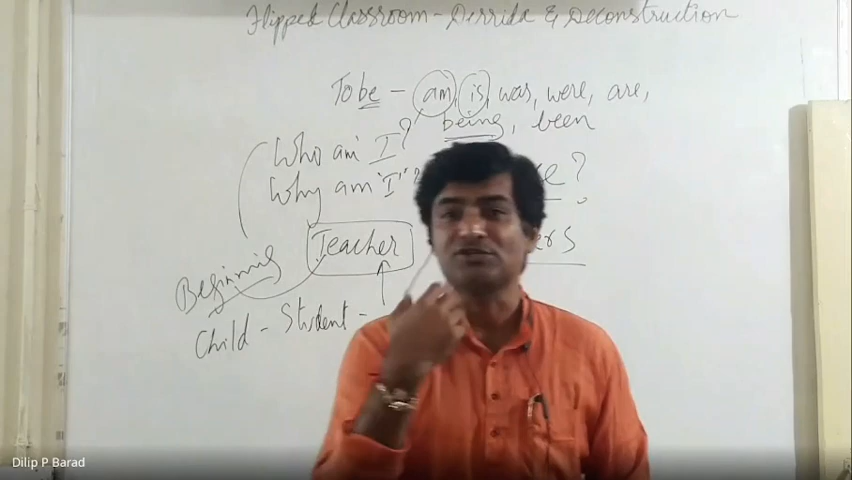 Flipped Classroom - Derrida & Deconstruction
To be - am, is, was, were, are,
being, been
Who am I?
Why am "I"?
?
Teacher
ers
Beginning
Child - Student -
Dilip P Barad